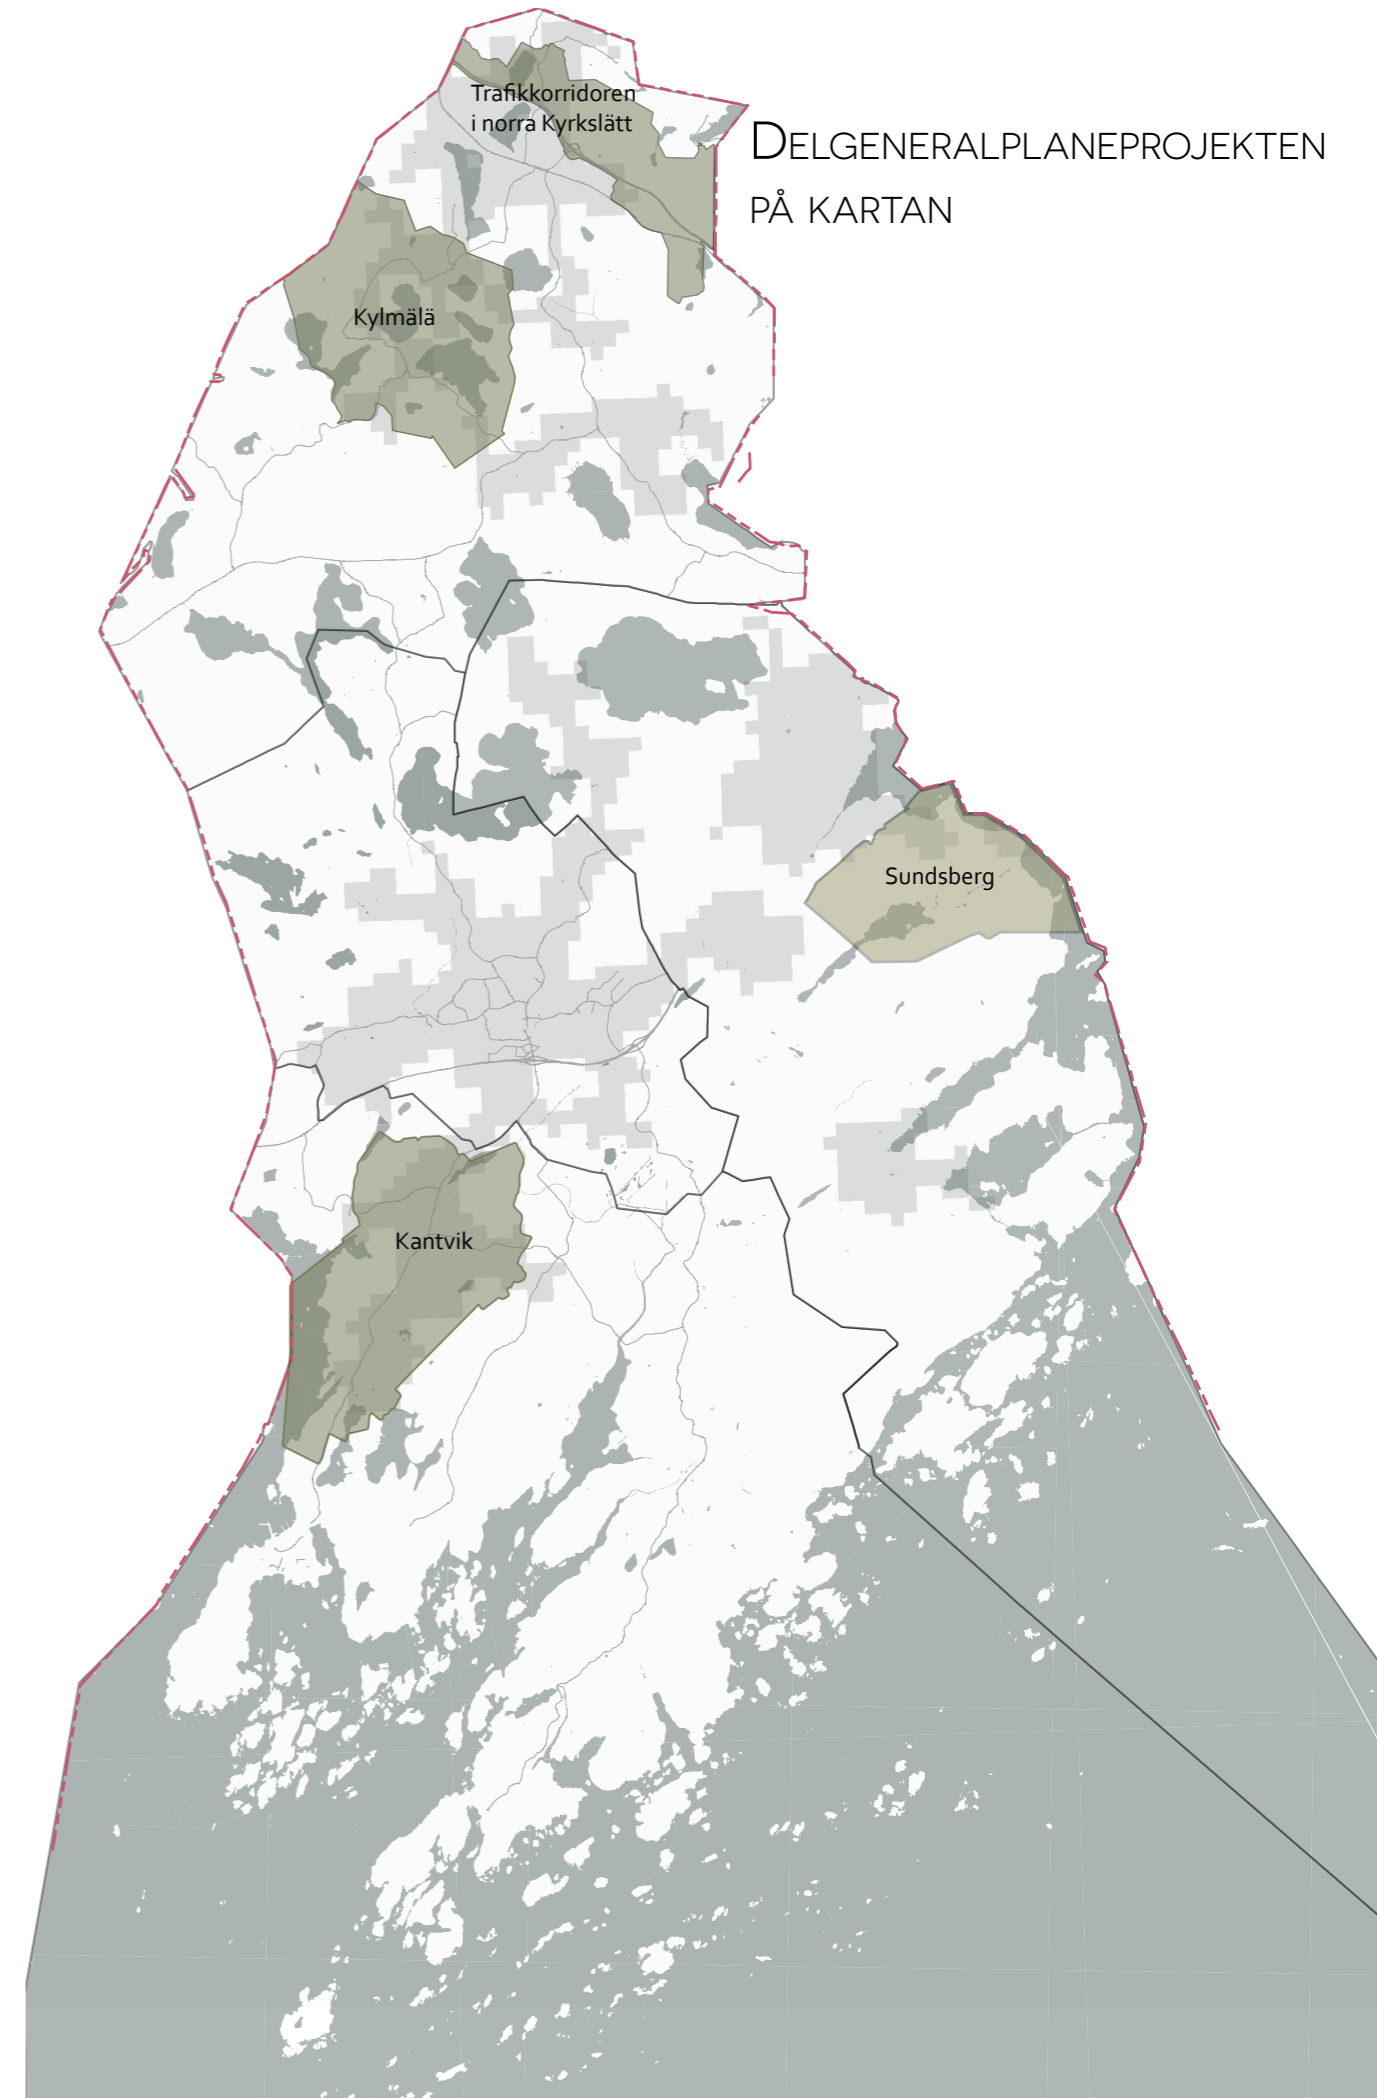 Trafikkorridoren
i norra Kyrkslätt
DELGENERALPLANEPROJEKTEN
PÅ KARTAN
Kylmälä
Sundsberg
Kantvik